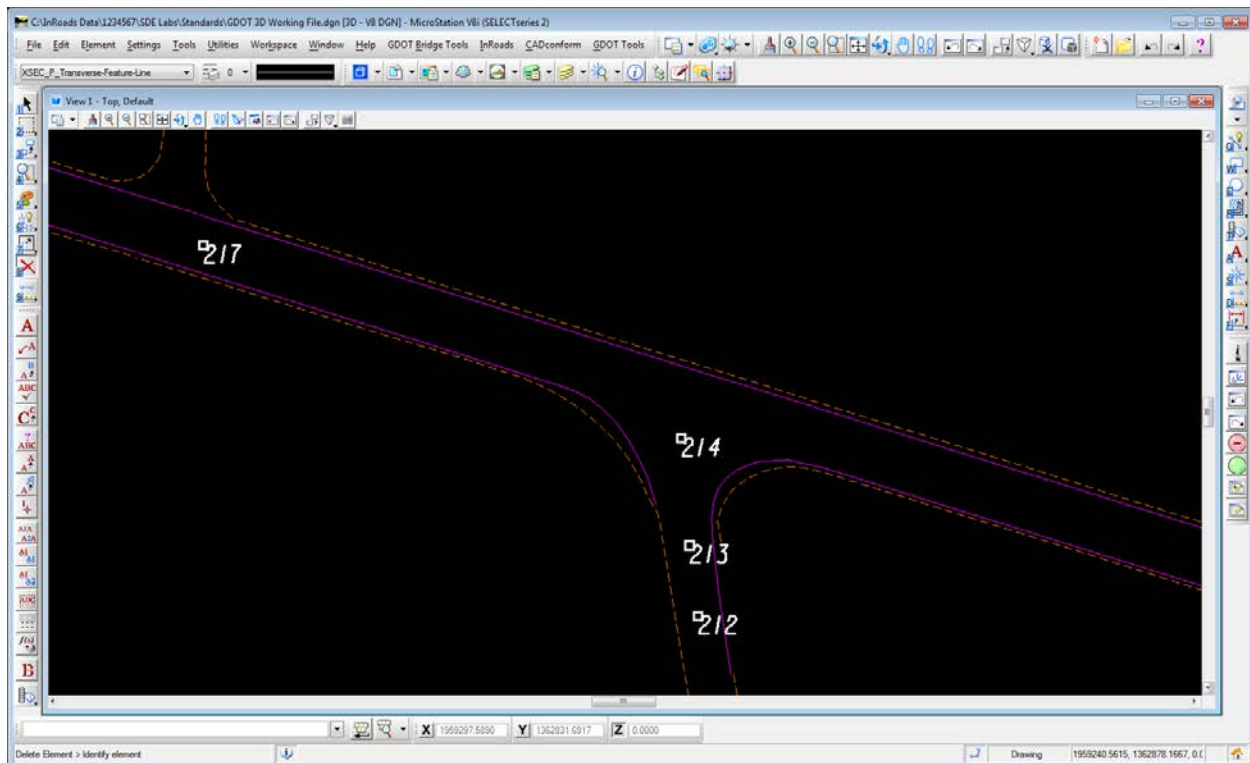 C:\InRoads Data\1234567\SDE Labs\Standards\GDOT 3D Working File.dgn [3D - V8 DGN] - MicroStation V8i (SELECTseries 2)
File Edit Element Settings Tools Utilities Workspace Window Help GDOT Bridge Tools InRoads CADconform GDOT Tools
XSEC_P_Transverse-Feature-Line 0
View 1 - Top, Default
217
214
213
212
X 1959297.5890 Y 1362831.6917 Z 0.0000
Delete Element > Identify element Drawing 1959240.5615, 1362878.1667, 0.(